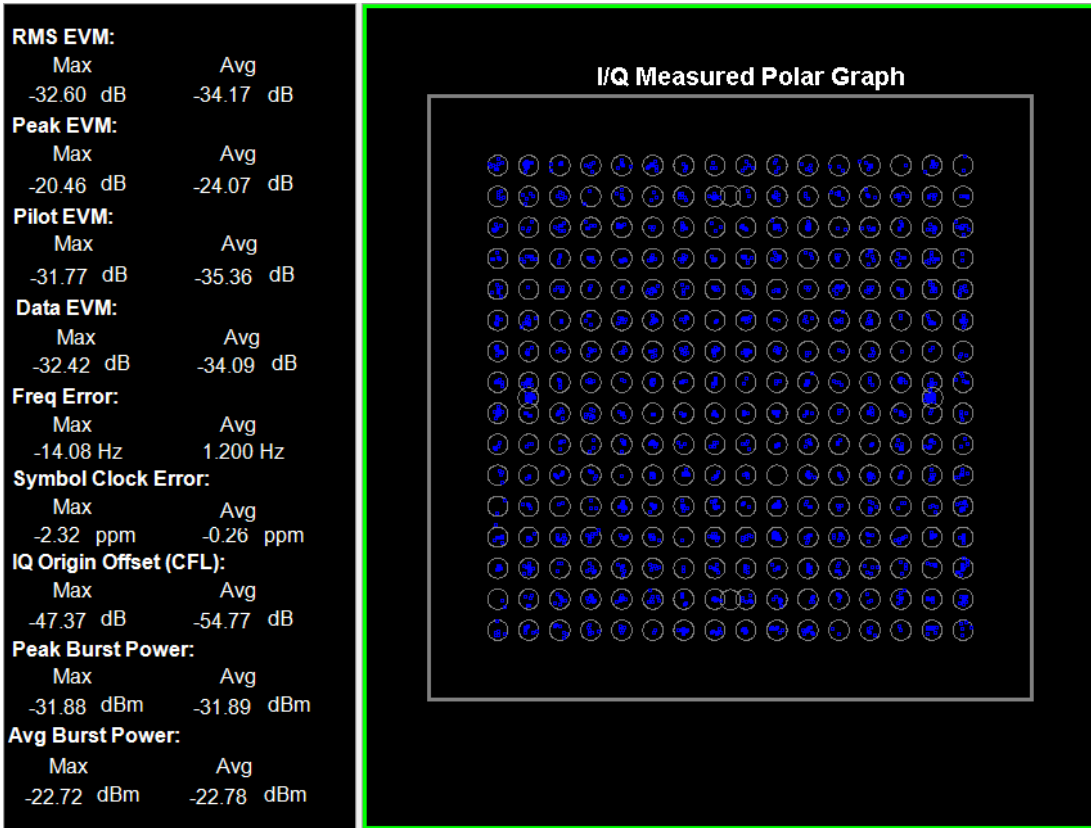 RMS EVM:
Max Avg
-32.60 dB -34.17 dB
Peak EVM:
Max Avg
-20.46 dB -24.07 dB
Pilot EVM:
Max Avg
-31.77 dB -35.36 dB
Data EVM:
Max Avg
-32.42 dB -34.09 dB
Freq Error:
Max Avg
-14.08 Hz 1.200 Hz
Symbol Clock Error:
Max Avg
-2.32 ppm -0.26 ppm
IQ Origin Offset (CFL):
Max Avg
-47.37 dB -54.77 dB
Peak Burst Power:
Max Avg
-31.88 dBm -31.89 dBm
Avg Burst Power:
Max Avg
-22.72 dBm -22.78 dBm
I/Q Measured Polar Graph